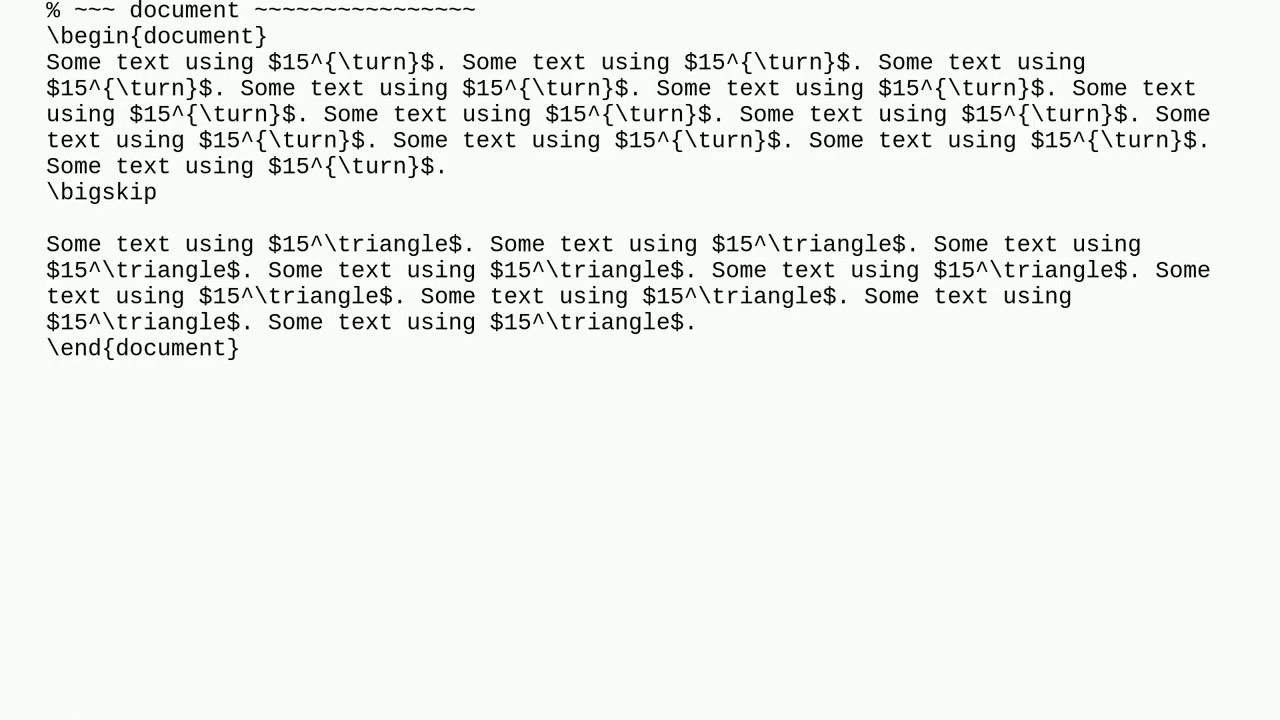 % ~~~ document ~~~~~~~~~~~~~~~~
\begin{document}
Some text using $15^{\turn}$. Some text using $15^{\turn}$. Some text using
$15^{\turn}$. Some text using $15^{\turn}$. Some text using $15^{\turn}$. Some text
using $15^{\turn}$. Some text using $15^{\turn}$. Some text using $15^{\turn}$. Some
text using $15^{\turn}$. Some text using $15^{\turn}$. Some text using $15^{\turn}$.
Some text using $15^{\turn}$.
\bigskip

Some text using $15^\triangle$. Some text using $15^\triangle$. Some text using
$15^\triangle$. Some text using $15^\triangle$. Some text using $15^\triangle$. Some
text using $15^\triangle$. Some text using $15^\triangle$. Some text using
$15^\triangle$. Some text using $15^\triangle$.
\end{document}